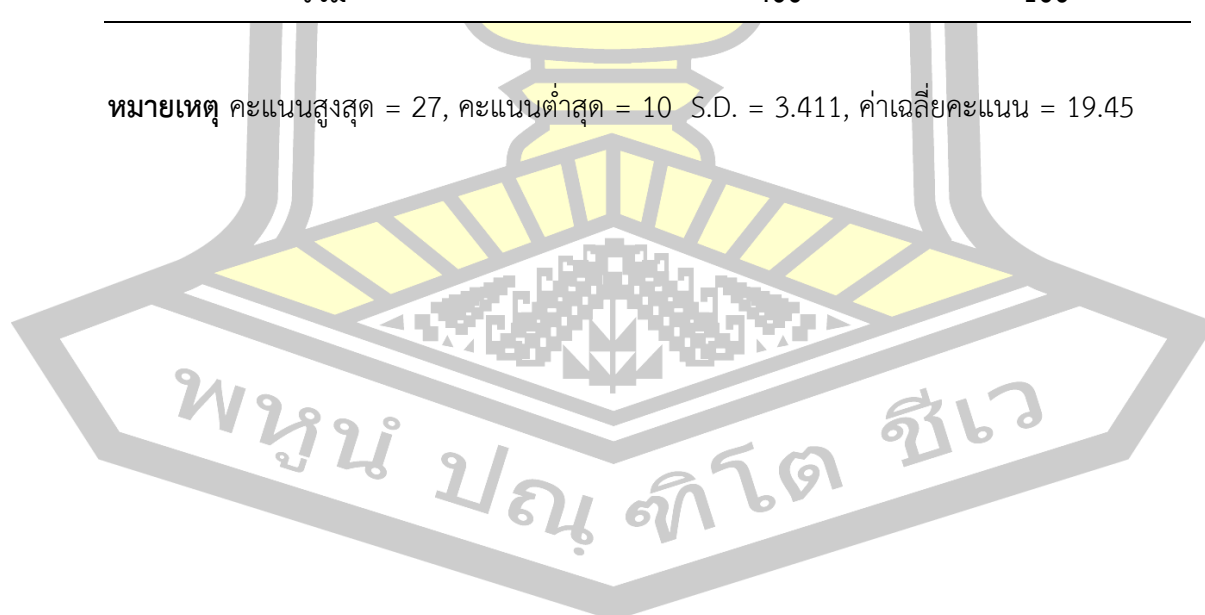 หมายเหตุ คะแนนสูงสุด = 27, คะแนนต่ำสุด = 10 S.D. = 3.411, ค่าเฉลี่ยคะแนน = 19.45
พหูนํ ปณฺฑิโต ชีเว